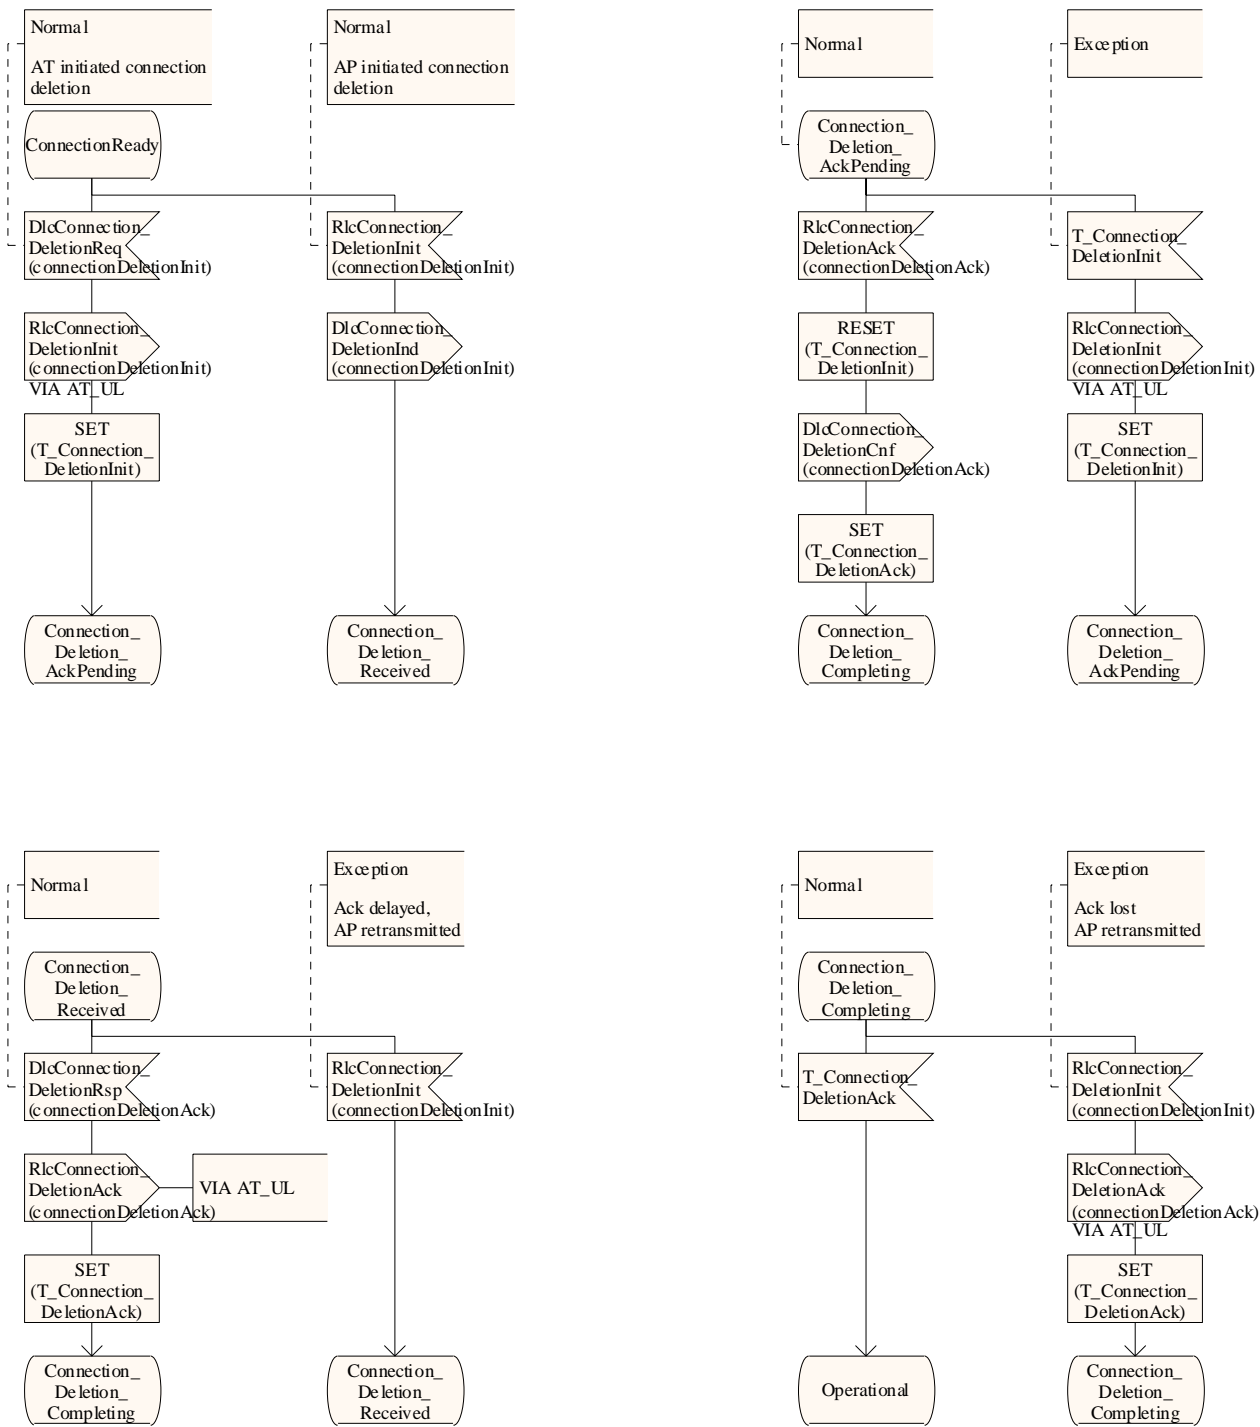 Normal
AT initiated connection
deletion
ConnectionReady
DlcConnection_
DeletionReq
(connectionDeletionInit)
RlcConnection_
DeletionInit
(connectionDeletionInit)
VIA AT_UL
SET
(T_Connection_
DeletionInit)
Connection_
Deletion_
AckPending
Normal
AP initiated connection
deletion
RlcConnection_
DeletionInit
(connectionDeletionInit)
DlcConnection_
DeletionInd
(connectionDeletionInit)
Connection_
Deletion_
Received
Normal
Connection_
Deletion_
AckPending
RlcConnection_
DeletionAck
(connectionDeletionAck)
RESET
(T_Connection_
DeletionInit)
DlcConnection_
DeletionCnf
(connectionDeletionAck)
SET
(T_Connection_
DeletionAck)
Connection_
Deletion_
Completing
Exception
T_Connection_
DeletionInit
RlcConnection_
DeletionInit
(connectionDeletionInit)
VIA AT_UL
SET
(T_Connection_
DeletionInit)
Connection_
Deletion_
AckPending
Normal
Connection_
Deletion_
Received
DlcConnection_
DeletionRsp
(connectionDeletionAck)
RlcConnection_
DeletionAck
(connectionDeletionAck)
VIA AT_UL
SET
(T_Connection_
DeletionAck)
Connection_
Deletion_
Completing
Exception
Ack delayed,
AP retransmitted
RlcConnection_
DeletionInit
(connectionDeletionInit)
Connection_
Deletion_
Received
Normal
Connection_
Deletion_
Completing
T_Connection_
DeletionAck
Operational
Exception
Ack lost
AP retransmitted
RlcConnection_
DeletionInit
(connectionDeletionInit)
RlcConnection_
DeletionAck
(connectionDeletionAck)
VIA AT_UL
SET
(T_Connection_
DeletionAck)
Connection_
Deletion_
Completing